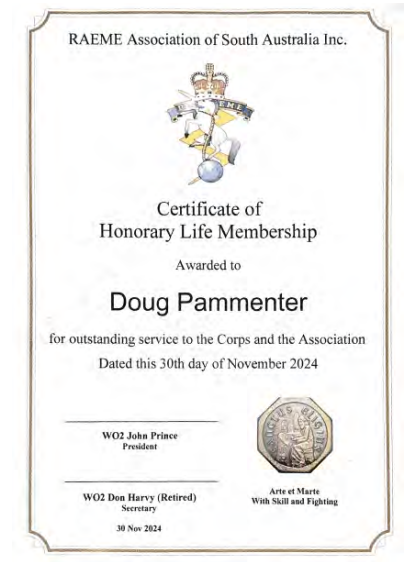 RAEME Association of South Australia Inc.
Certificate of
Honorary Life Membership
Awarded to
Doug Pammenter
for outstanding service to the Corps and the Association
Dated this 30th day of November 2024
WO2 John Prince
President
WO2 Don Harvy (Retired)
Secretary
30 Nov 2024
Arte et Marte
With Skill and Fighting